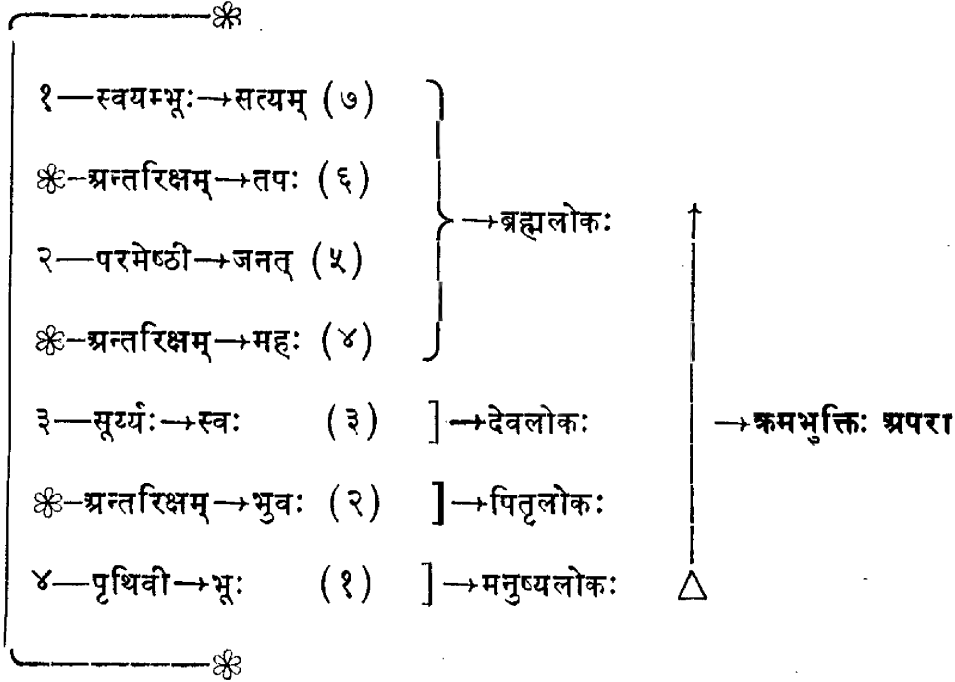 १—स्वयम्भूः→सत्यम् (७)
❀–अन्तरिक्षम्→तपः (६)
→ब्रह्मलोकः
२—परमेष्ठी→जनत् (५)
❀–अन्तरिक्षम्→महः (४)
३—सूर्य्यः→स्वः (३) ]→देवलोकः →क्रमभुक्तिः अपरा
❀–अन्तरिक्षम्→भुवः (२) ]→पितृलोकः
४—पृथिवी→भूः (१) ]→मनुष्यलोकः